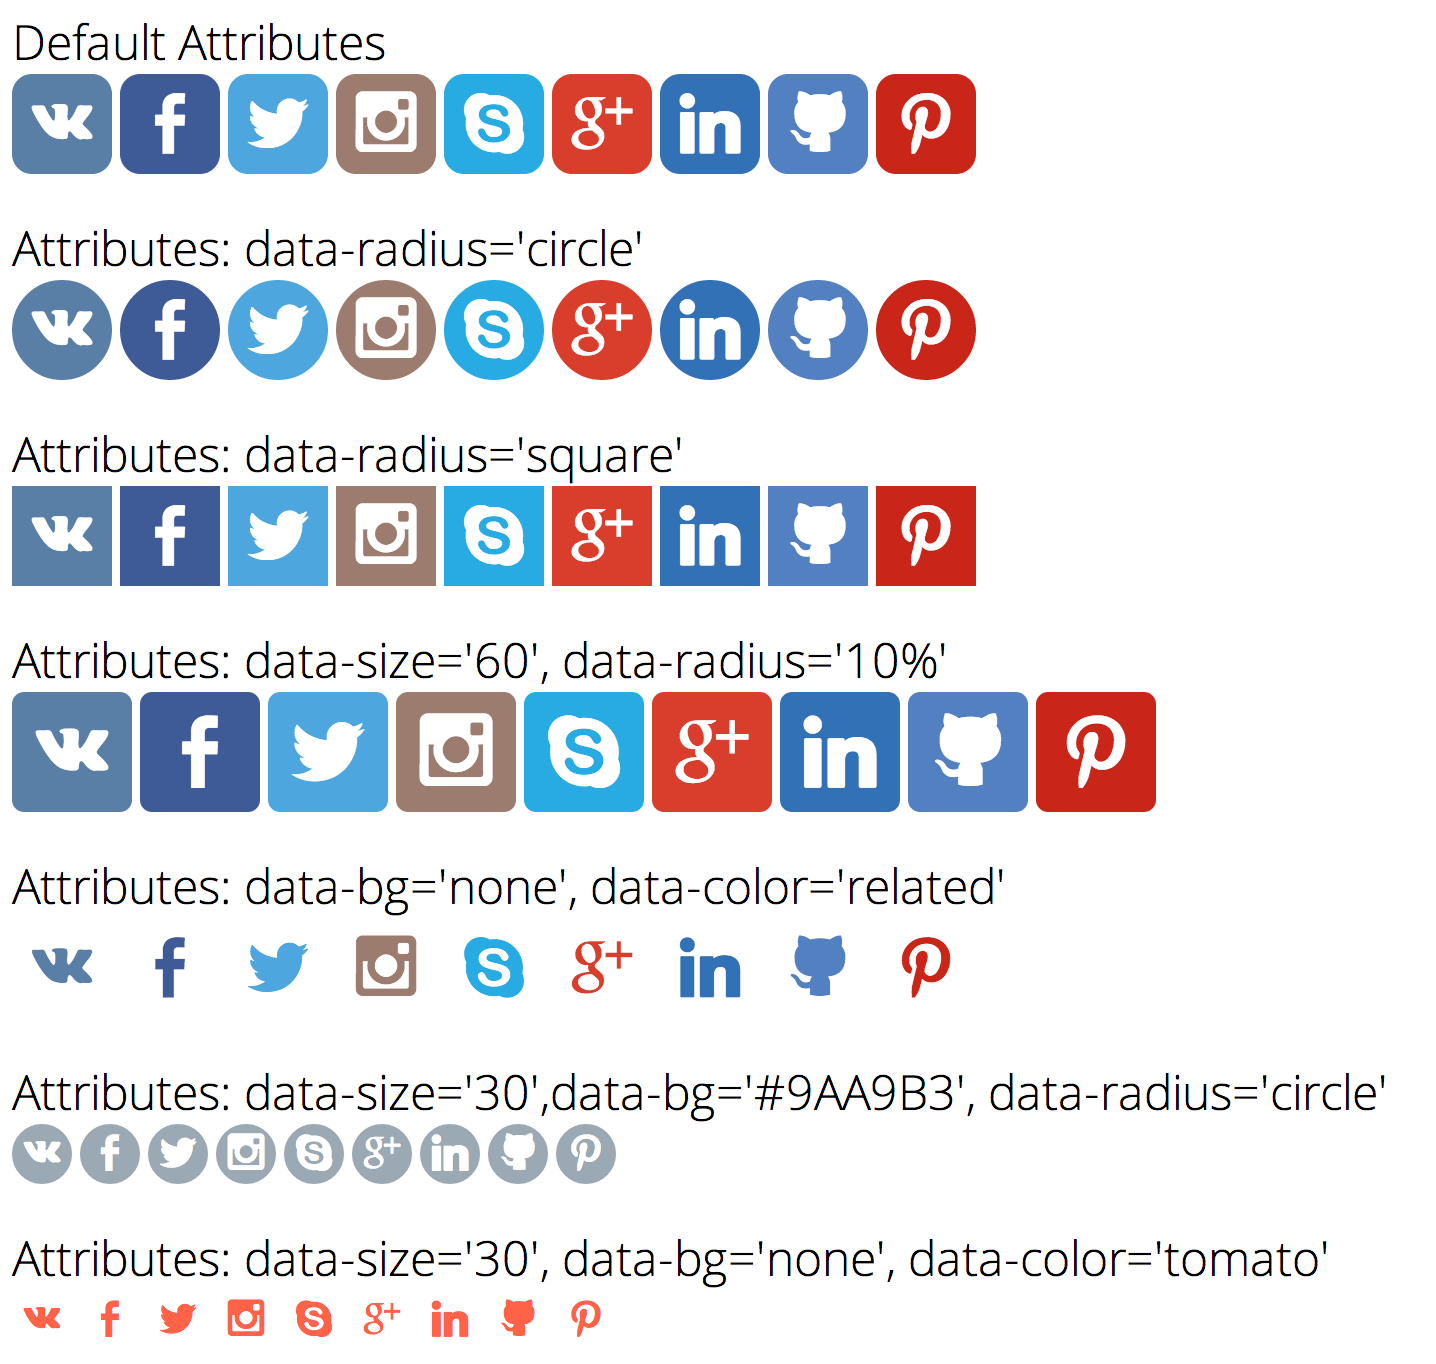 Default Attributes
Attributes: data-radius='circle'
Attributes: data-radius='square'
Attributes: data-size='60', data-radius='10%'
Attributes: data-bg='none', data-color='related'
Attributes: data-size='30',data-bg='#9AA9B3', data-radius='circle'
Attributes: data-size='30', data-bg='none', data-color='tomato'